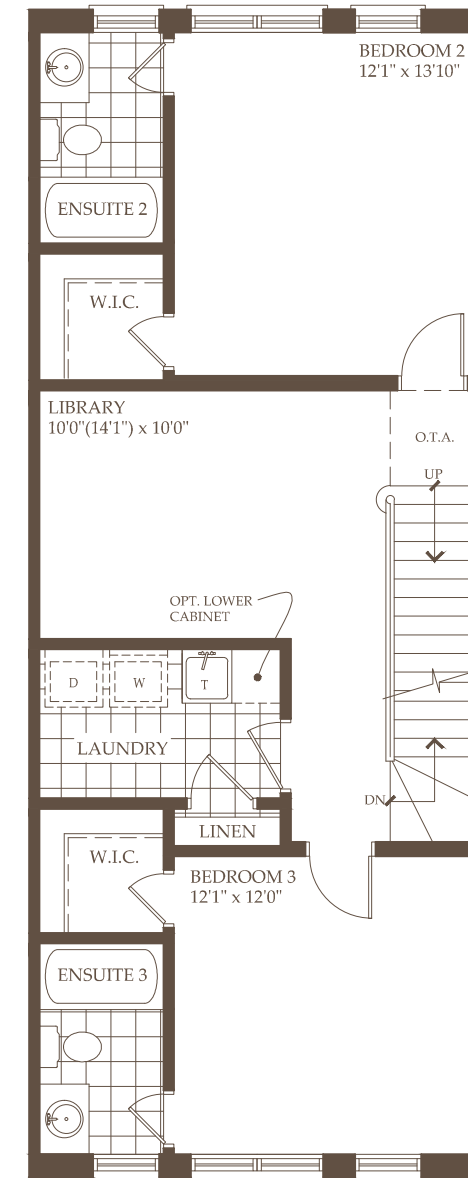 BEDROOM 2
12'1" x 13'10"
ENSUITE 2
W.I.C.
LIBRARY
10'0"(14'1") x 10'0"
O.T.A.
UP
OPT. LOWER
CABINET
D
W
T
LAUNDRY
DN
LINEN
W.I.C.
BEDROOM 3
12'1" x 12'0"
ENSUITE 3